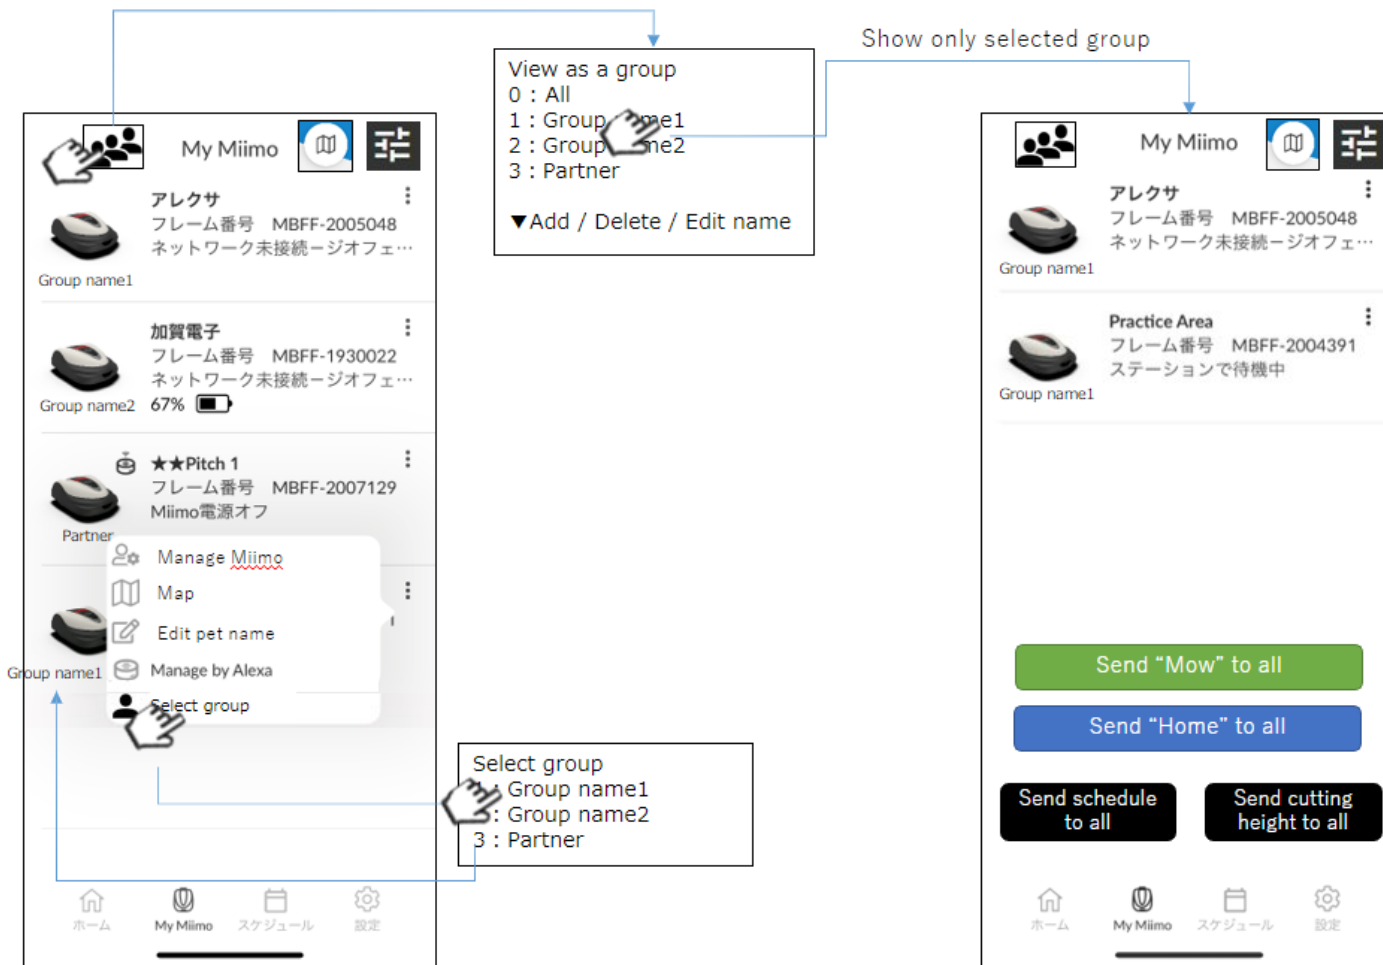 Show only selected group
View as a group
0 : All
1 : Group name1
2 : Group name2
3 : Partner
▼Add / Delete / Edit name
My Miimo
アレクサ
フレーム番号 MBFF-2005048
ネットワーク未接続ージオフェ…
Group name1
加賀電子
フレーム番号 MBFF-1930022
ネットワーク未接続ージオフェ…
Group name2
67%
★★Pitch 1
フレーム番号 MBFF-2007129
Miimo電源オフ
Partner
Manage Miimo
Map
Edit pet name
Manage by Alexa
Select group
Group name1
ホーム
My Miimo
スケジュール
設定
Select group
: Group name1
: Group name2
3 : Partner
My Miimo
アレクサ
フレーム番号 MBFF-2005048
ネットワーク未接続ージオフェ…
Group name1
Practice Area
フレーム番号 MBFF-2004391
ステーションで待機中
Group name1
Send “Mow” to all
Send “Home” to all
Send schedule
to all
Send cutting
height to all
ホーム
My Miimo
スケジュール
設定